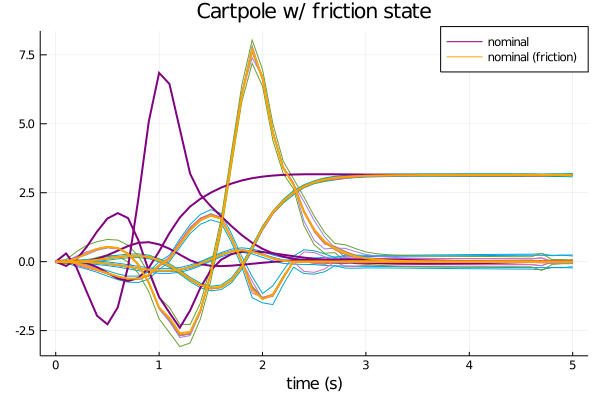 Cartpole w/ friction state
nominal
nominal (friction)
7.5
5.0
2.5
0.0
-2.5
0 1 2 3 4 5
time (s)